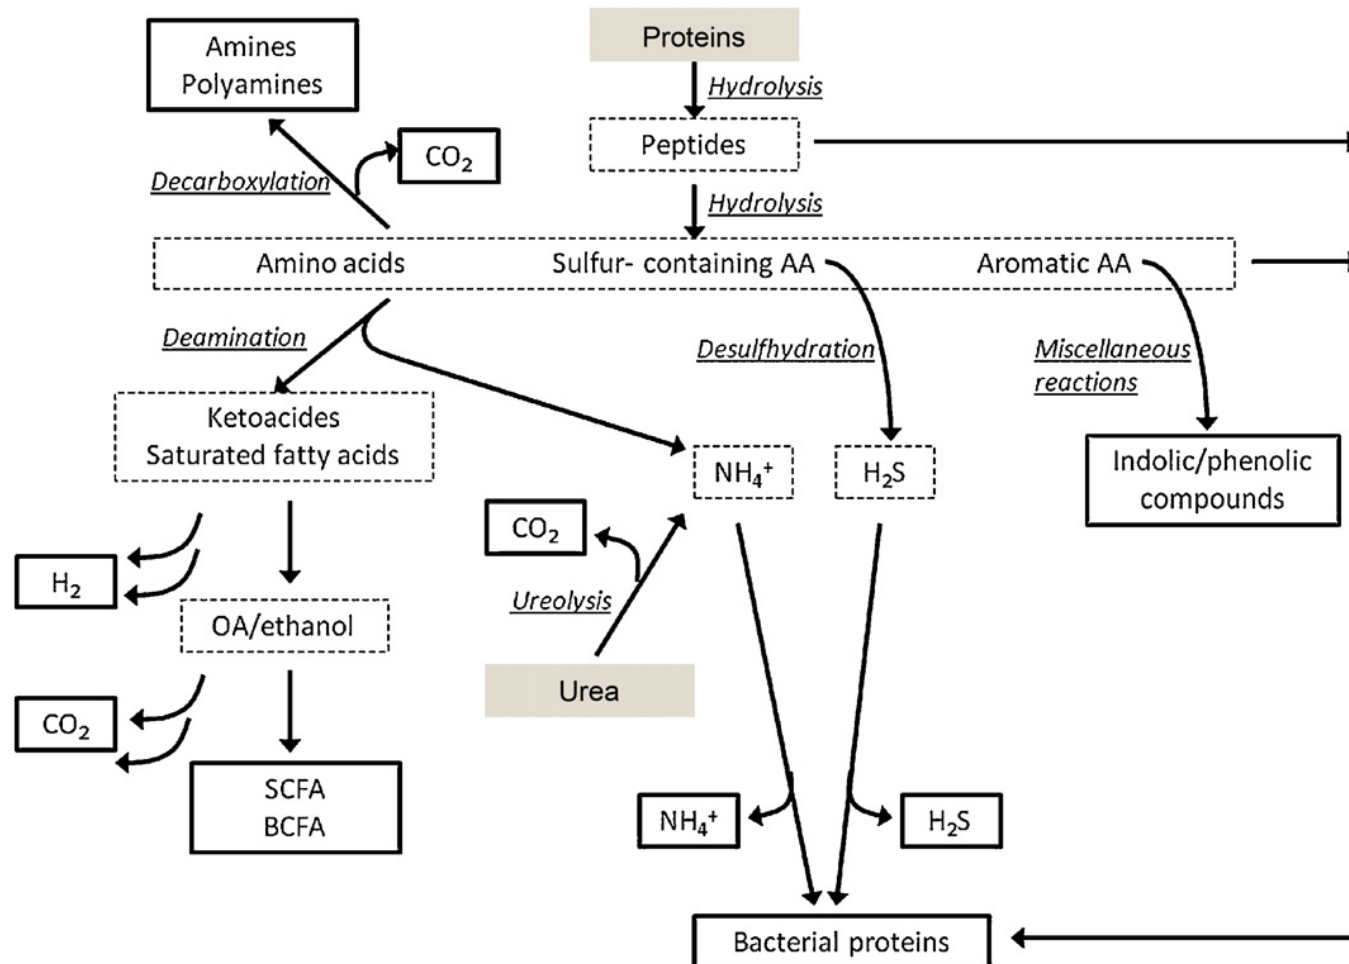 Amines
Polyamines
Proteins
Hydrolysis
Peptides
CO₂
Decarboxylation
Hydrolysis
Amino acids
Sulfur- containing AA
Aromatic AA
Deamination
Desulfhydration
Miscellaneous
reactions
Ketoacides
Saturated fatty acids
NH₄⁺
H₂S
Indolic/phenolic
compounds
CO₂
H₂
Ureolysis
OA/ethanol
Urea
CO₂
SCFA
BCFA
NH₄⁺
H₂S
Bacterial proteins